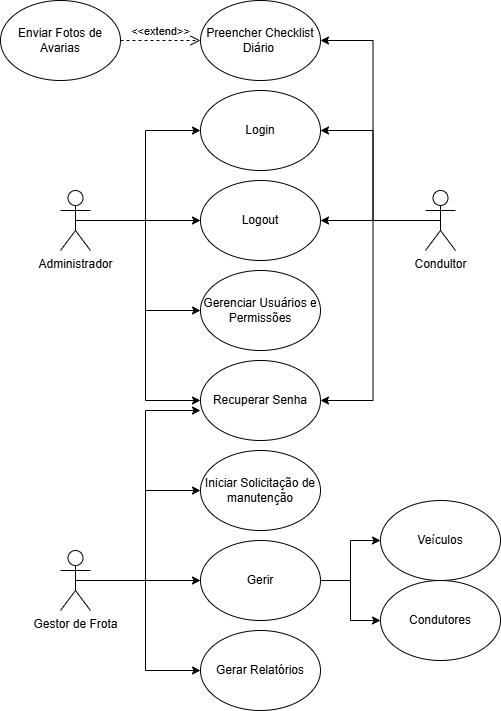 Enviar Fotos de
Avarias
<<extend>>
Preencher Checklist
Diário
Login
Logout
Administrador
Condultor
Gerenciar Usuários e
Permissões
Recuperar Senha
Iniciar Solicitação de
manutenção
Veículos
Gerir
Gestor de Frota
Condutores
Gerar Relatórios